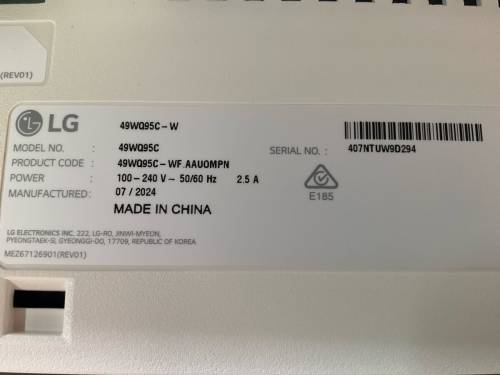 (REV01)
LG 49WQ95C-W
MODEL NO. : 49WQ95C
SERIAL NO. : 407NTUW9D294
PRODUCT CODE : 49WQ95C-WF.AAUOMPN
POWER : 100-240 V ~ 50/60 Hz 2.5 A
MANUFACTURED : 07 / 2024
E185
MADE IN CHINA
LG ELECTRONICS INC. 222, LG-RO, JINWI-MYEON,
PYEONGTAEK-SI, GYEONGGI-DO, 17709, REPUBLIC OF KOREA
MEZ67126901(REV01)